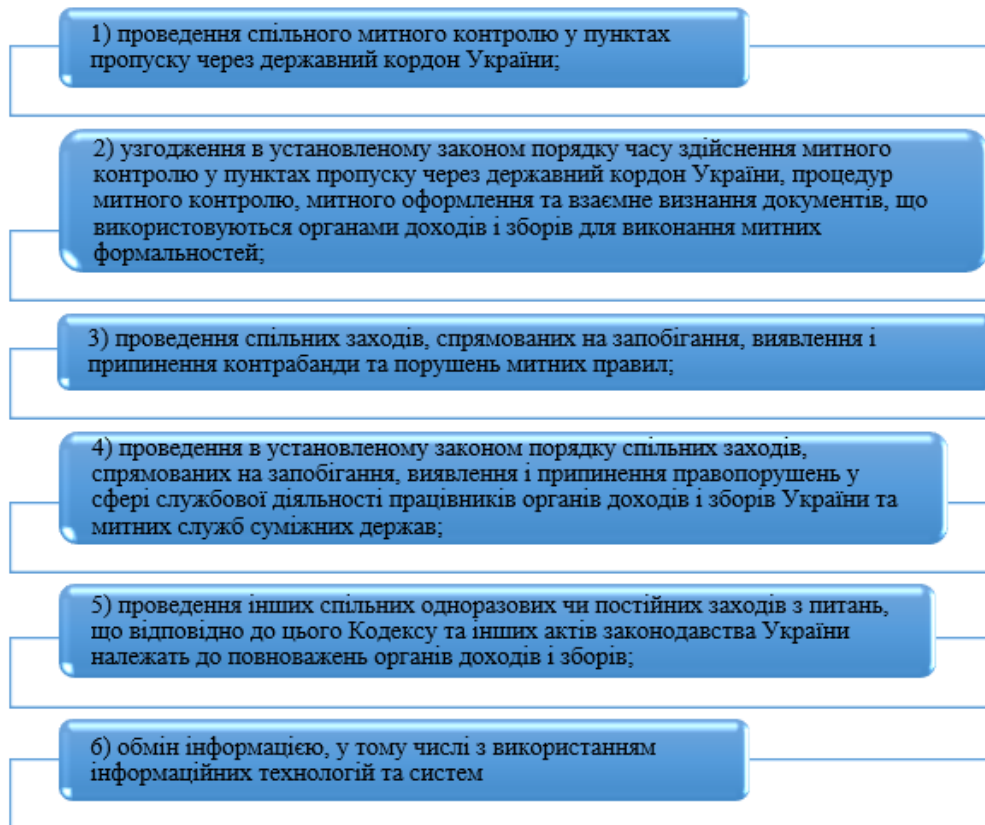 1) проведення спільного митного контролю у пунктах
пропуску через державний кордон України;
2) узгодження в установленому законом порядку часу здійснення митного
контролю у пунктах пропуску через державний кордон України, процедур
митного контролю, митного оформлення та взаємне визнання документів, що
використовуються органами доходів і зборів для виконання митних
формальностей;
3) проведення спільних заходів, спрямованих на запобігання, виявлення і
припинення контрабанди та порушень митних правил;
4) проведення в установленому законом порядку спільних заходів,
спрямованих на запобігання, виявлення і припинення правопорушень у
сфері службової діяльності працівників органів доходів і зборів України та
митних служб суміжних держав;
5) проведення інших спільних одноразових чи постійних заходів з питань,
що відповідно до цього Кодексу та інших актів законодавства України
належать до повноважень органів доходів і зборів;
6) обмін інформацією, у тому числі з використанням
інформаційних технологій та систем